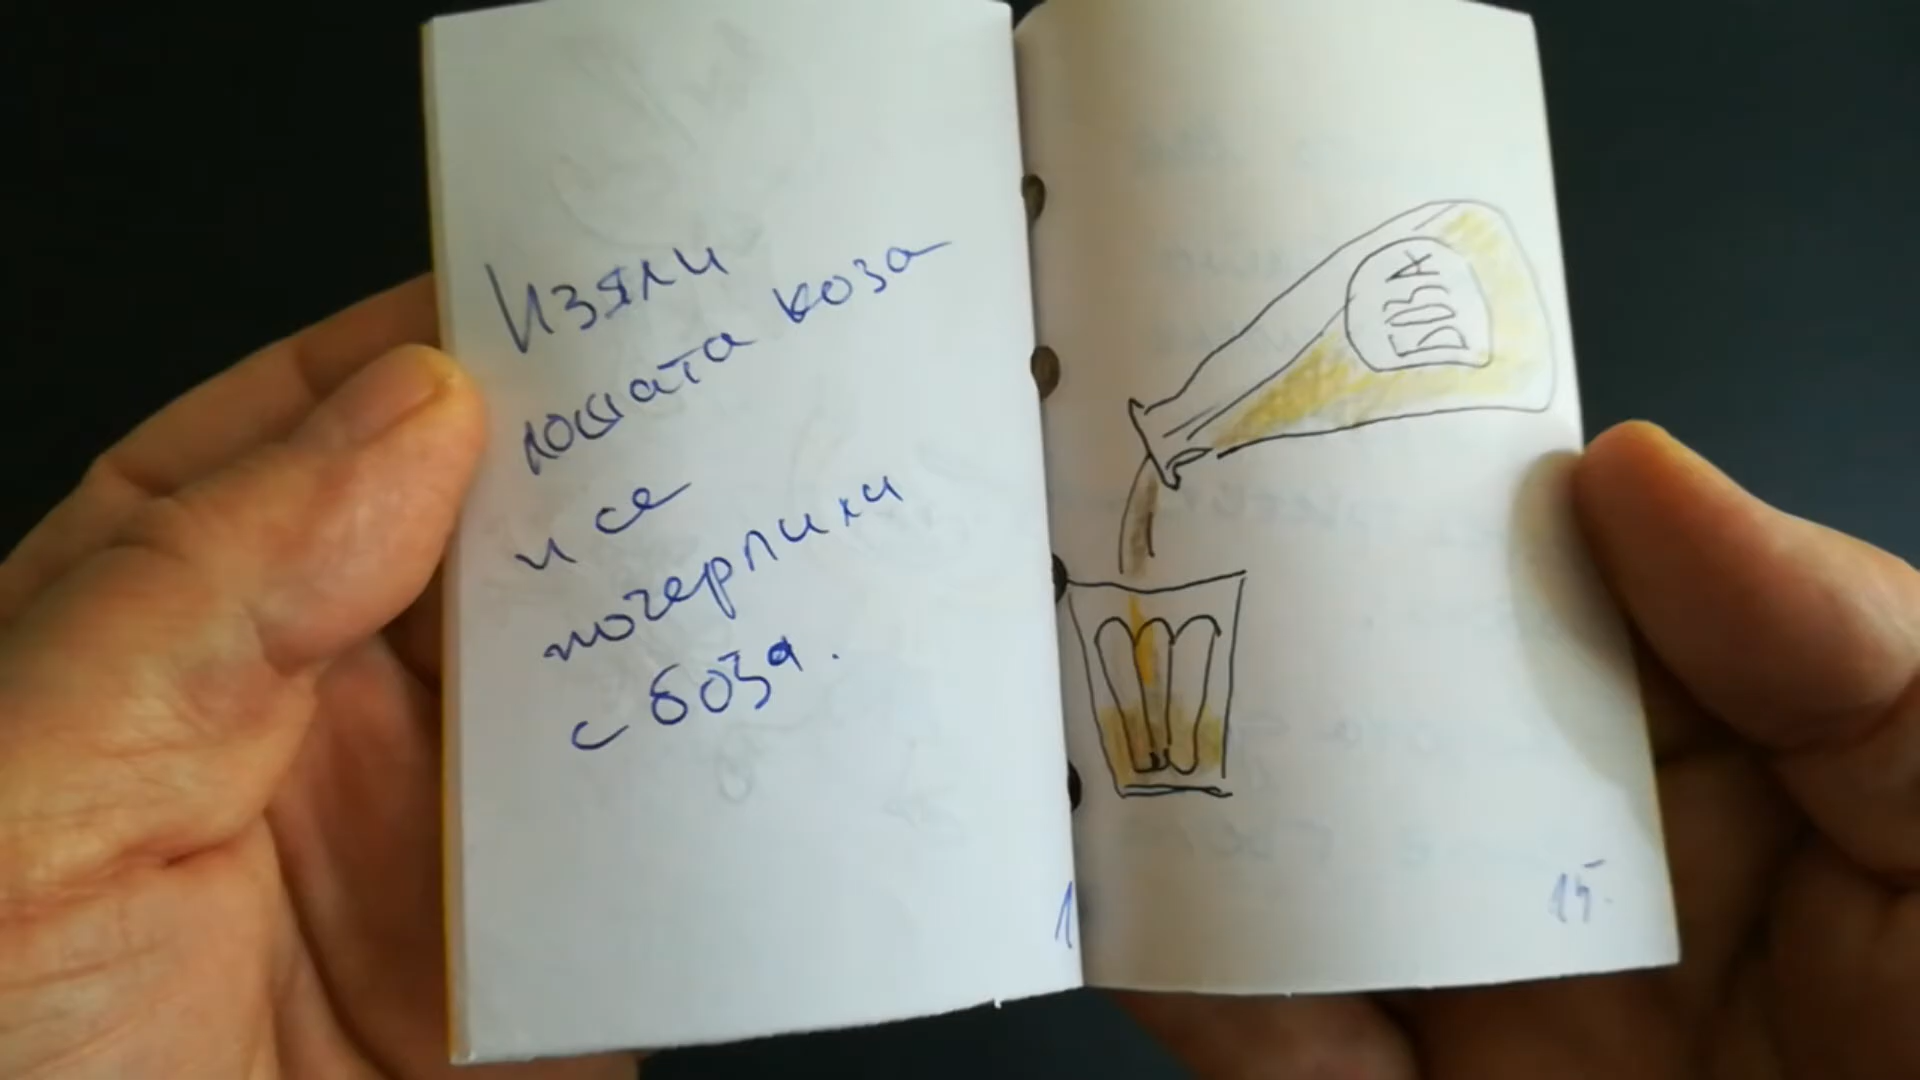 Изяли
лошата коза
и се
почерпили
с боза.
БОЗА
15.